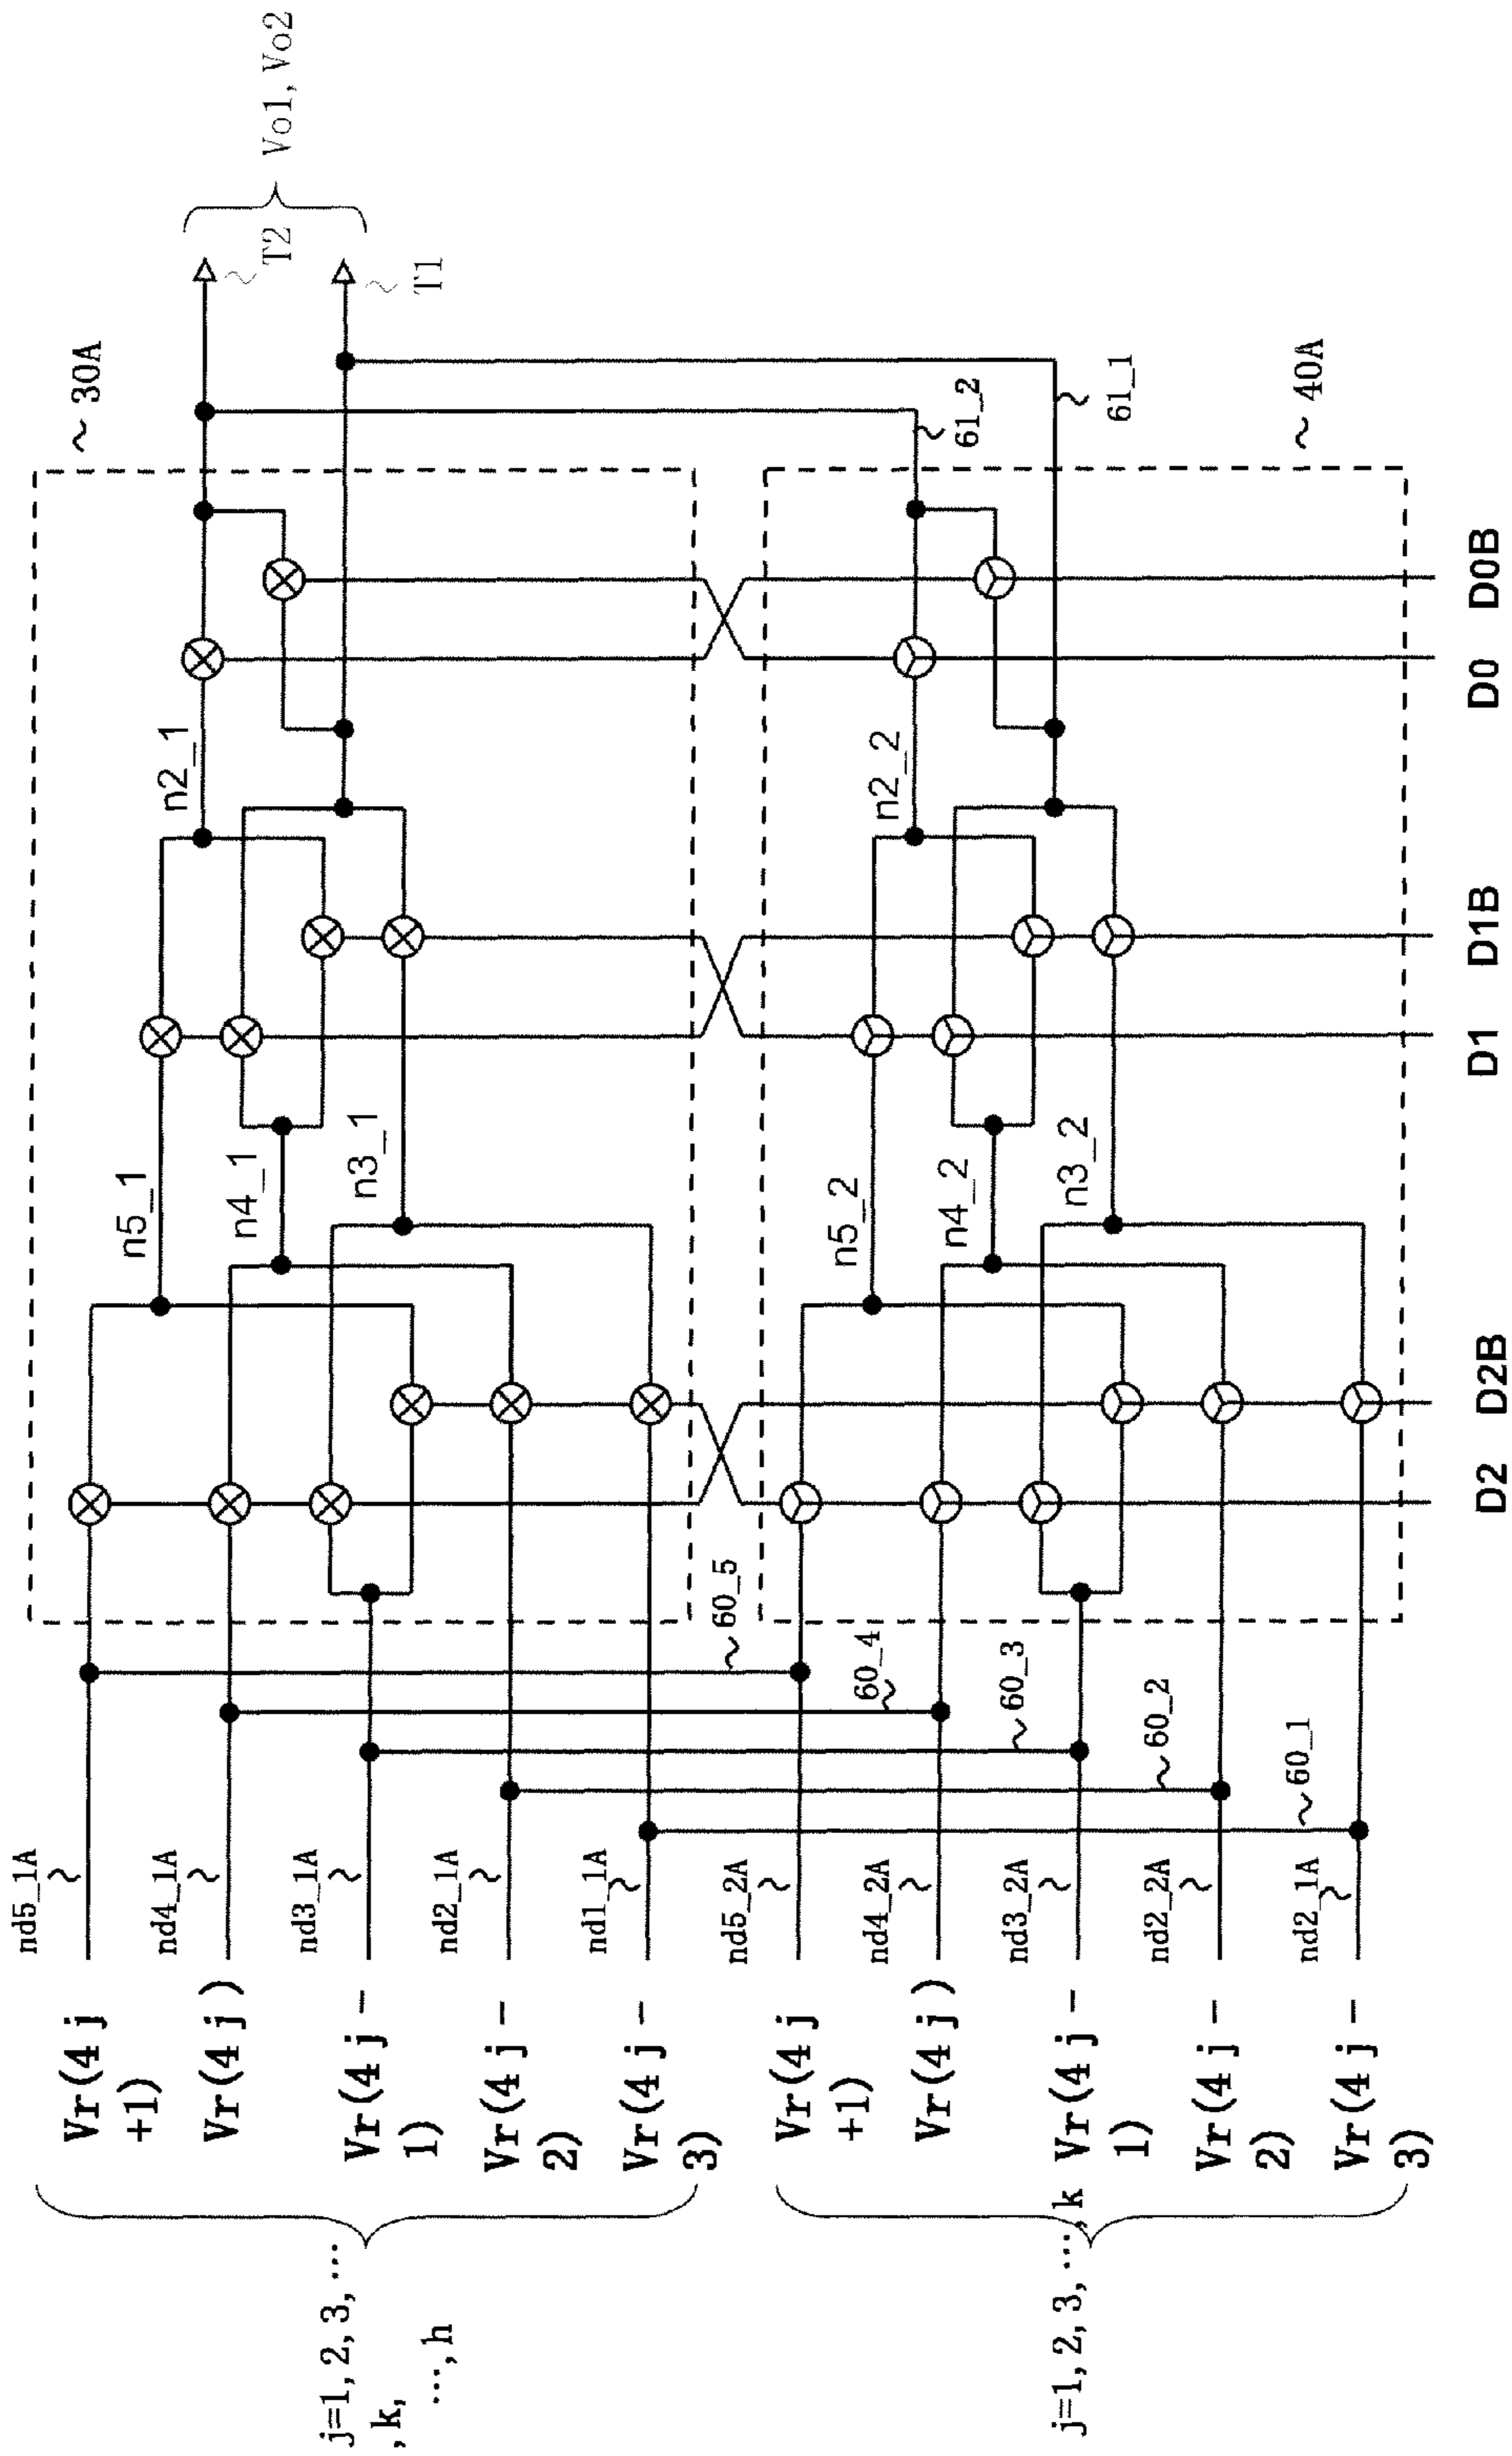 Vo1, Vo2
T2
T1
~ 30A
61_2
61_1
~ 40A
n2_1
n2_2
D0 D0B
n5_1
n4_1
n3_1
n5_2
n4_2
n3_2
D1 D1B
D2 D2B
60_5
60_4
60_3
60_2
60_1
nd5_1A
nd4_1A
nd3_1A
nd2_1A
nd1_1A
nd5_2A
nd4_2A
nd3_2A
nd2_2A
nd2_1A
Vr(4j
+1)
Vr(4j)
Vr(4j-
1)
Vr(4j-
2)
Vr(4j-
3)
Vr(4j
+1)
Vr(4j)
Vr(4j-
1)
Vr(4j-
2)
Vr(4j-
3)
j=1, 2, 3, …
, k,
…, h
j=1, 2, 3, …, k